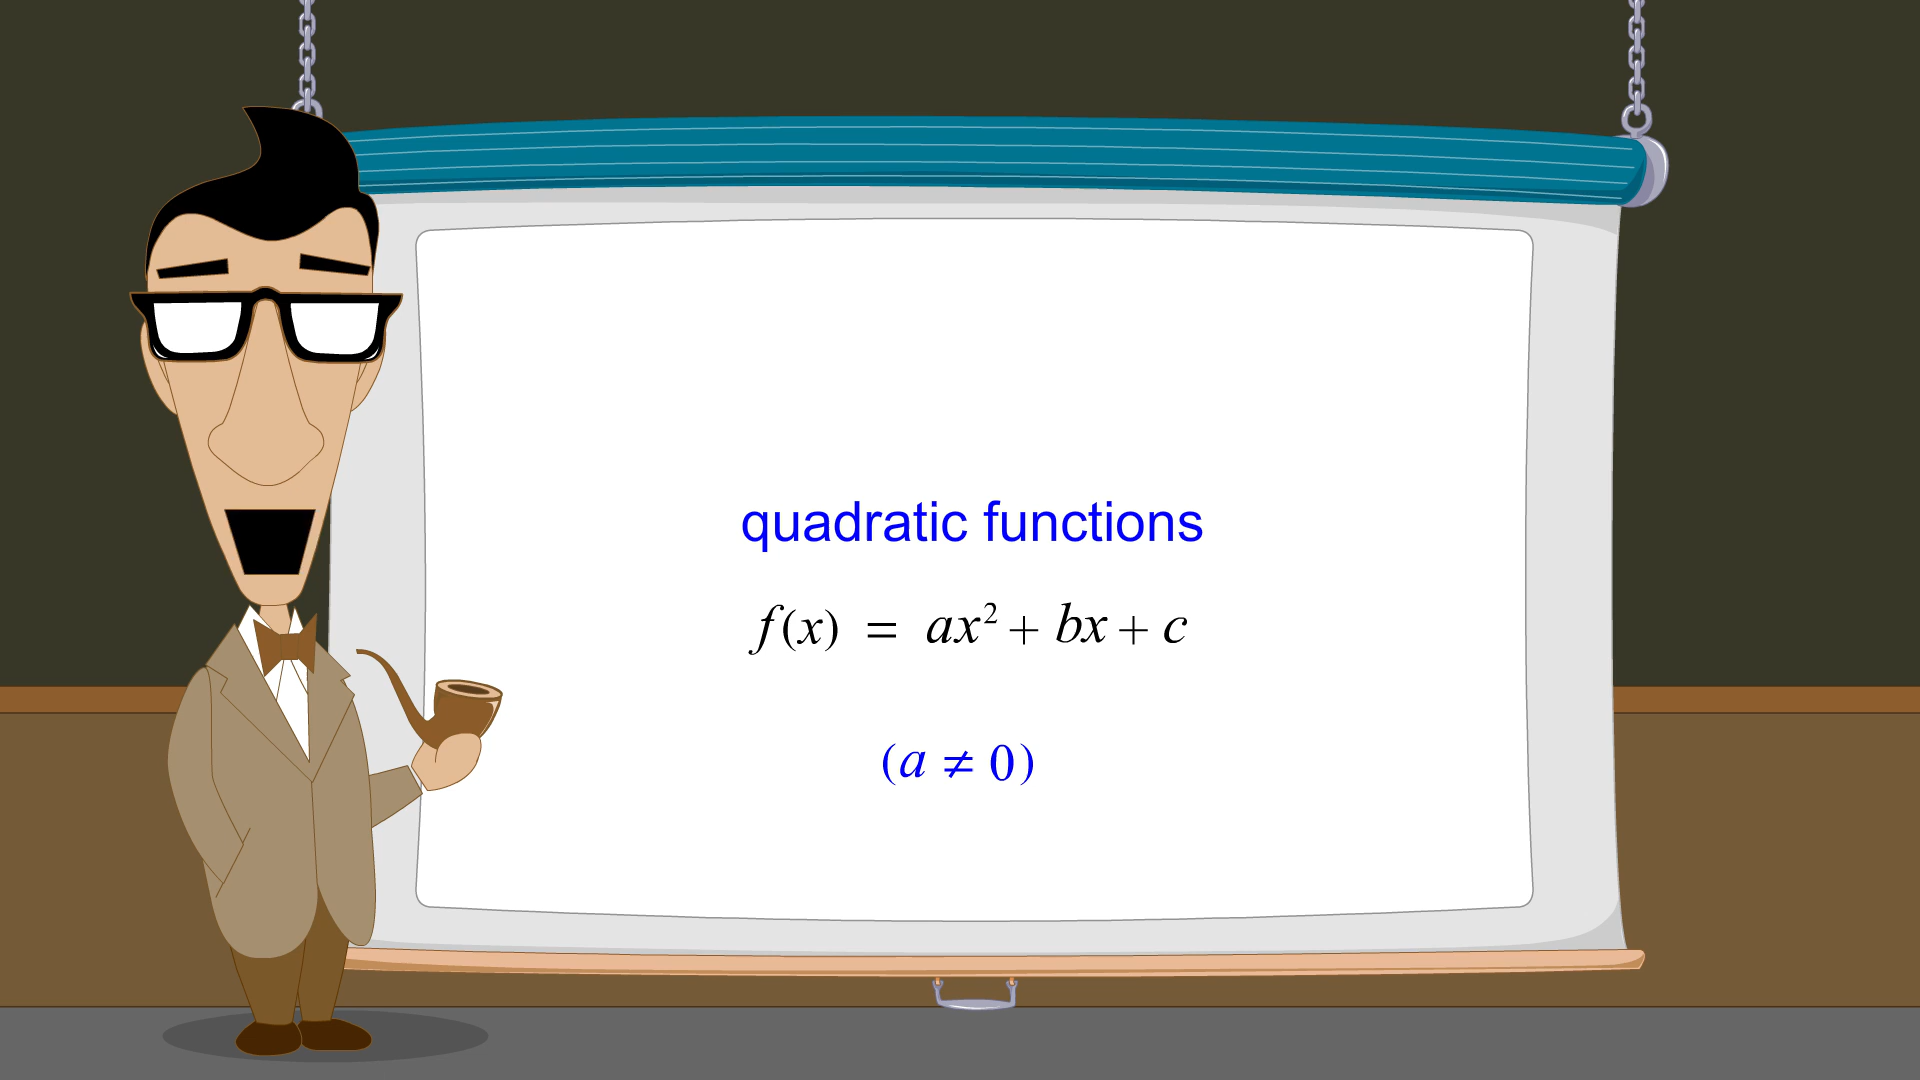 quadratic functions
f(x) = ax² + bx + c
(a ≠ 0)